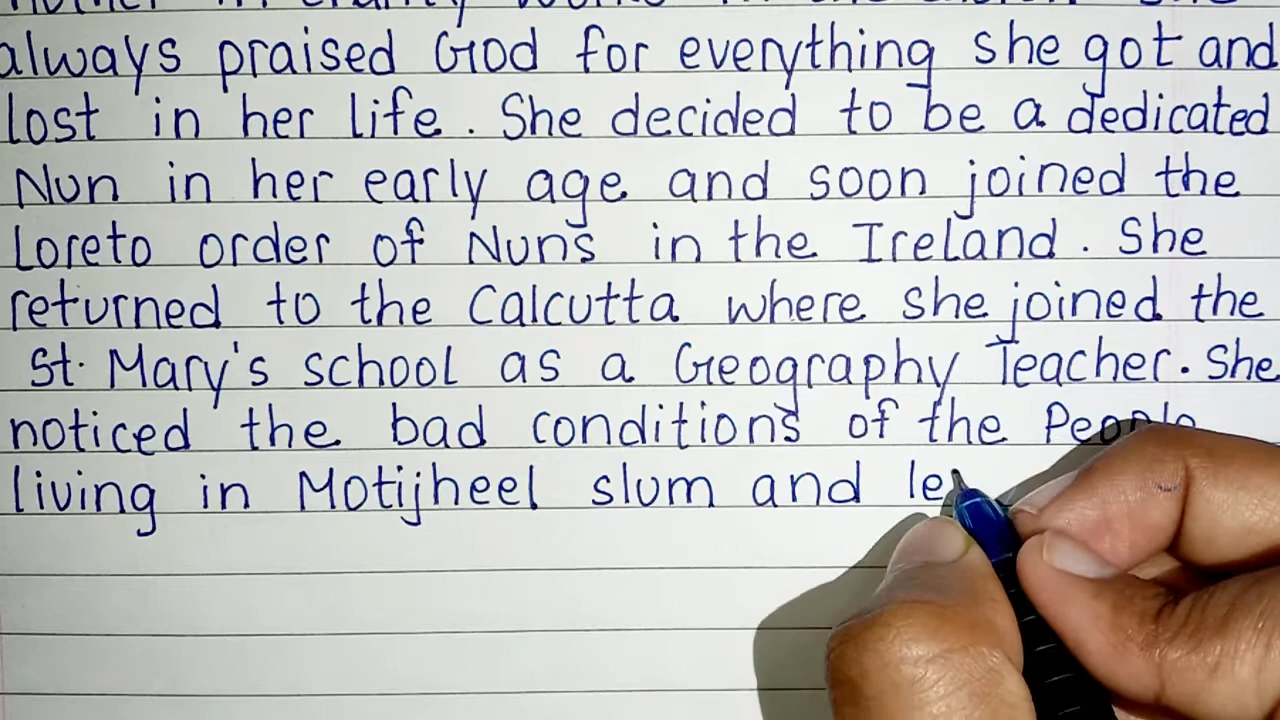 always praised God for everything she got and
lost in her life. She decided to be a dedicated
Nun in her early age and soon joined the
Loreto order of Nuns in the Ireland. She
returned to the Calcutta where she joined the
St. Mary's school as a Geography Teacher. She
noticed the bad conditions of the People
living in Motijheel slum and le